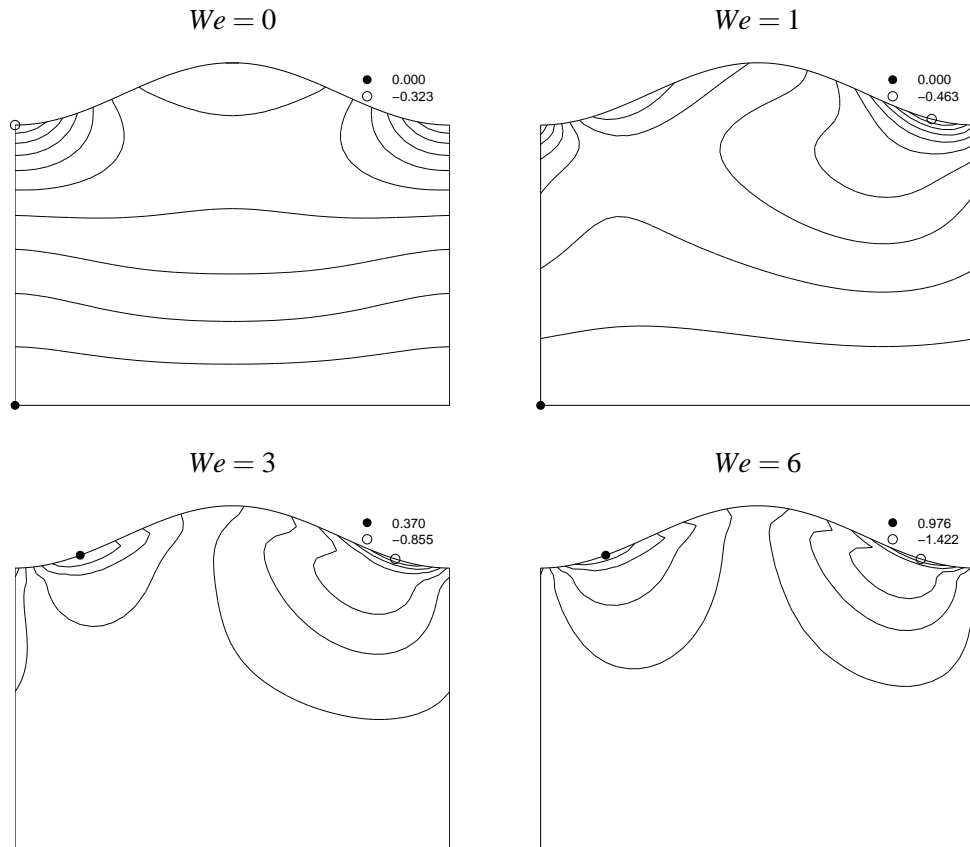 We = 0
We = 1
0.000
−0.323
0.000
−0.463
We = 3
We = 6
0.370
−0.855
0.976
−1.422